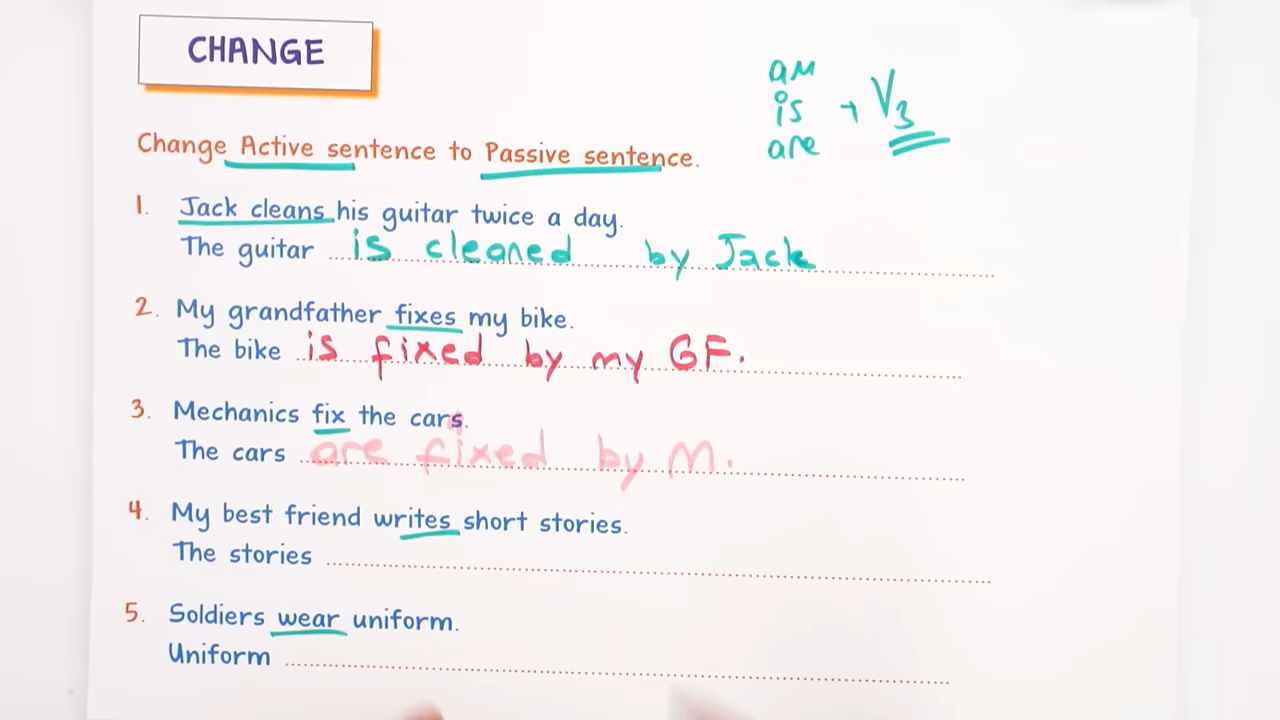 CHANGE
am
is + V3
are
Change Active sentence to Passive sentence.
1. Jack cleans his guitar twice a day.
The guitar is cleaned by Jack
2. My grandfather fixes my bike.
The bike is fixed by my GF.
3. Mechanics fix the cars.
The cars are fixed by M.
4. My best friend writes short stories.
The stories
5. Soldiers wear uniform.
Uniform